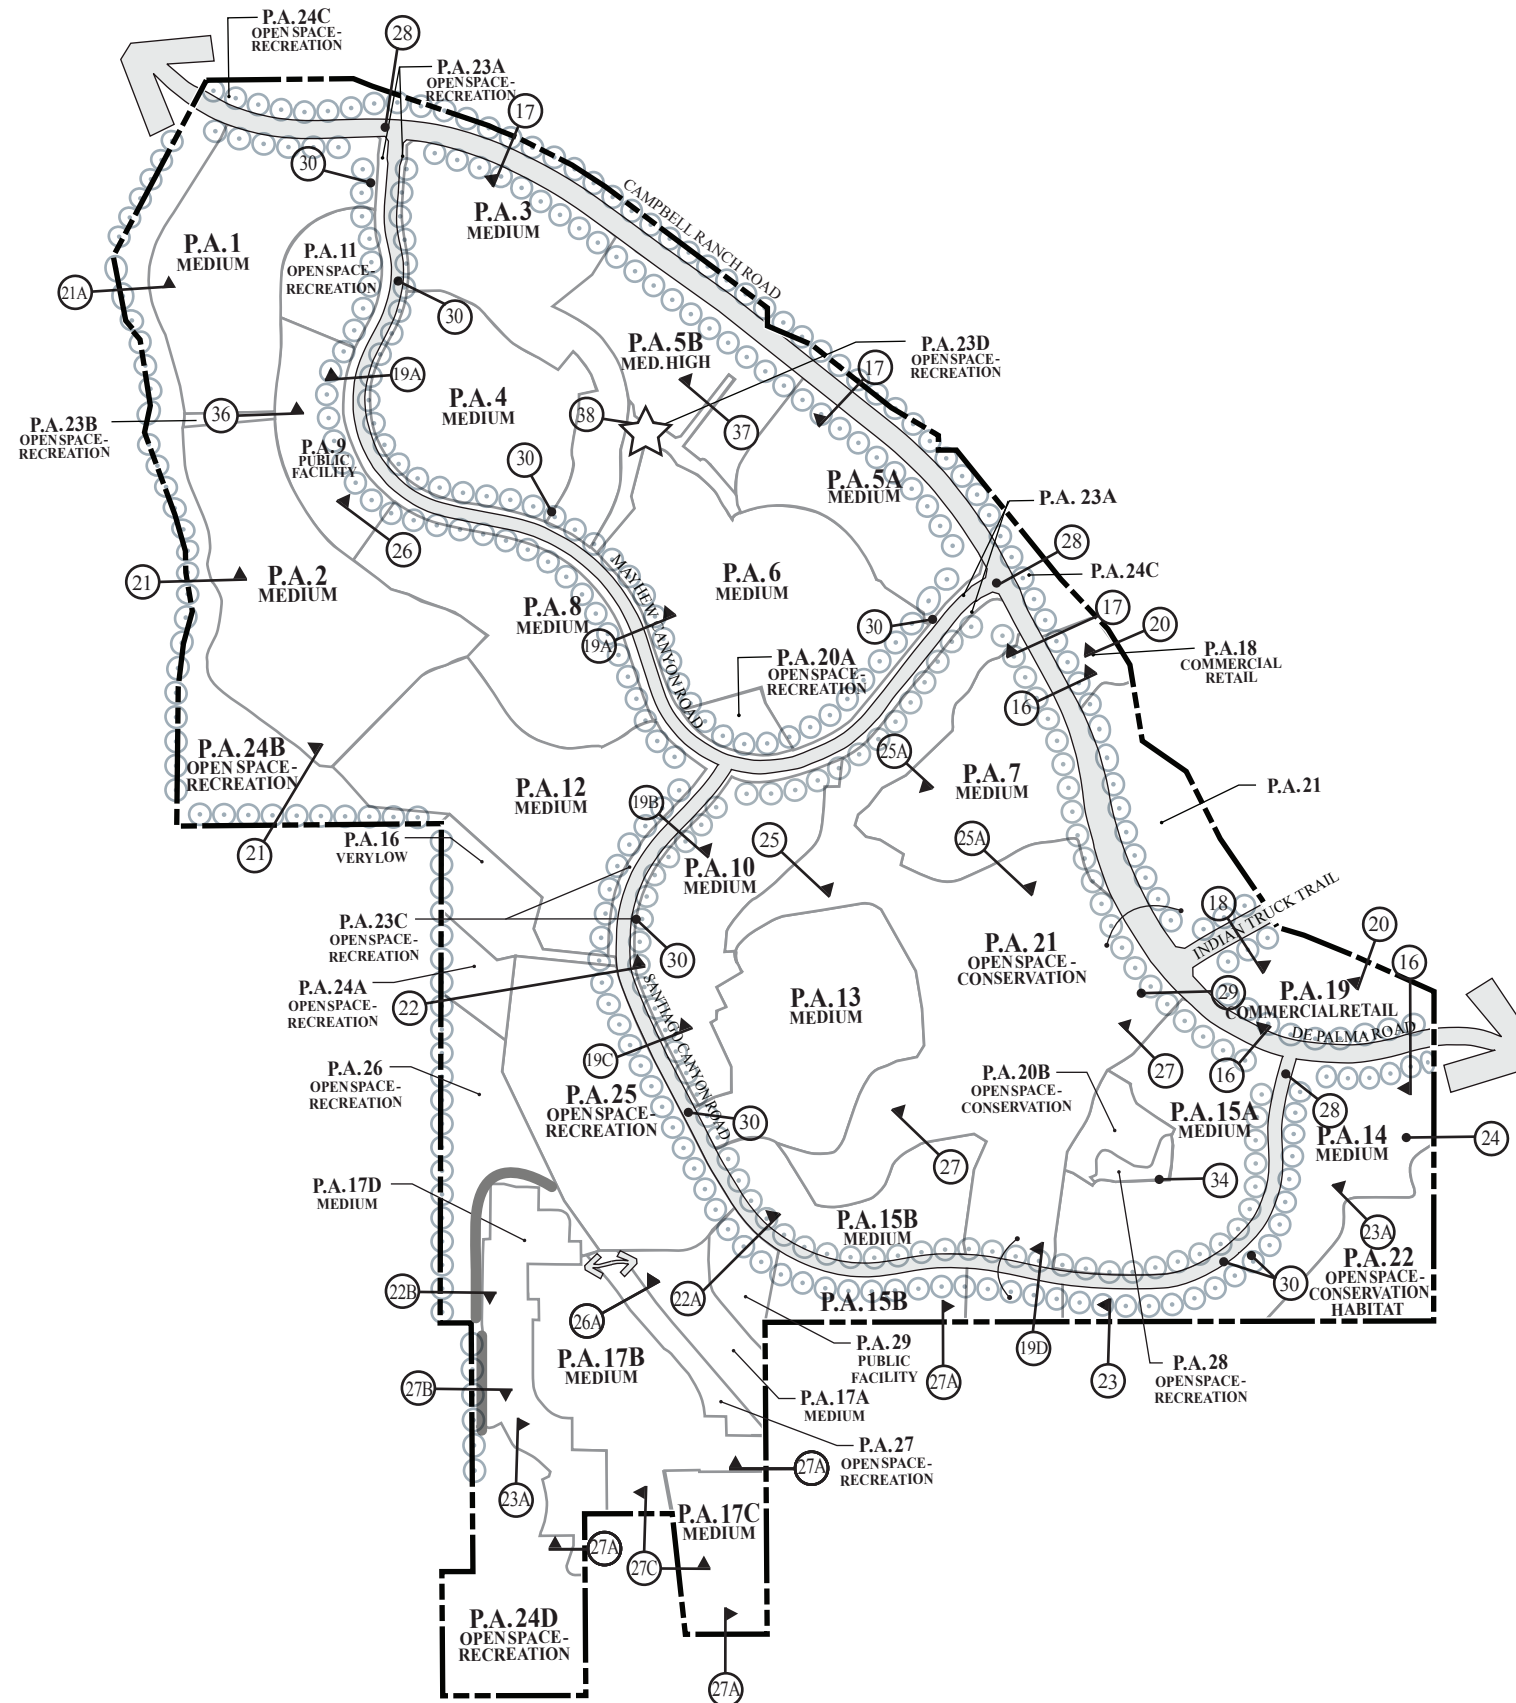 P.A. 24C
OPEN SPACE-
RECREATION
28
P.A. 23A
OPEN SPACE-
RECREATION
17
30
P.A. 3
MEDIUM
CAMPBELL RANCH ROAD
P.A. 1
MEDIUM
P.A. 11
OPEN SPACE-
RECREATION
21A
30
P.A. 5B
MED. HIGH
P.A. 23D
OPEN SPACE-
RECREATION
17
19A
P.A. 4
MEDIUM
38
37
P.A. 23B
OPEN SPACE-
RECREATION
36
P.A. 9
PUBLIC
FACILITY
30
P.A. 5A
MEDIUM
P.A. 23A
26
28
P.A. 24C
21
P.A. 2
MEDIUM
P.A. 6
MEDIUM
P.A. 8
MEDIUM
MAYHEW CANYON ROAD
19A
30
17
20
P.A. 18
COMMERCIAL
RETAIL
P.A. 20A
OPEN SPACE-
RECREATION
16
P.A. 24B
OPEN SPACE-
RECREATION
25A
P.A. 7
MEDIUM
P.A. 21
P.A. 12
MEDIUM
19B
21
P.A. 16
VERY LOW
25
25A
P.A. 10
MEDIUM
P.A. 23C
OPEN SPACE-
RECREATION
30
18
INDIAN TRUCK TRAIL
20
16
P.A. 21
OPEN SPACE-
CONSERVATION
P.A. 24A
OPEN SPACE-
RECREATION
22
SANTIAGO CANYON ROAD
P.A. 13
MEDIUM
29
P.A. 19
COMMERCIAL RETAIL
DE PALMA ROAD
19C
P.A. 26
OPEN SPACE-
RECREATION
P.A. 25
OPEN SPACE-
RECREATION
30
P.A. 20B
OPEN SPACE-
CONSERVATION
27
16
28
P.A. 15A
MEDIUM
P.A. 14
MEDIUM
24
27
34
P.A. 17D
MEDIUM
P.A. 15B
MEDIUM
23A
P.A. 22
OPEN SPACE-
CONSERVATION
HABITAT
30
22B
26A
22A
P.A. 15B
P.A. 17B
MEDIUM
P.A. 29
PUBLIC
FACILITY
27A
19D
23
P.A. 28
OPEN SPACE-
RECREATION
27B
P.A. 17A
MEDIUM
P.A. 27
OPEN SPACE-
RECREATION
27A
23A
P.A. 17C
MEDIUM
27A
27C
P.A. 24D
OPEN SPACE-
RECREATION
27A